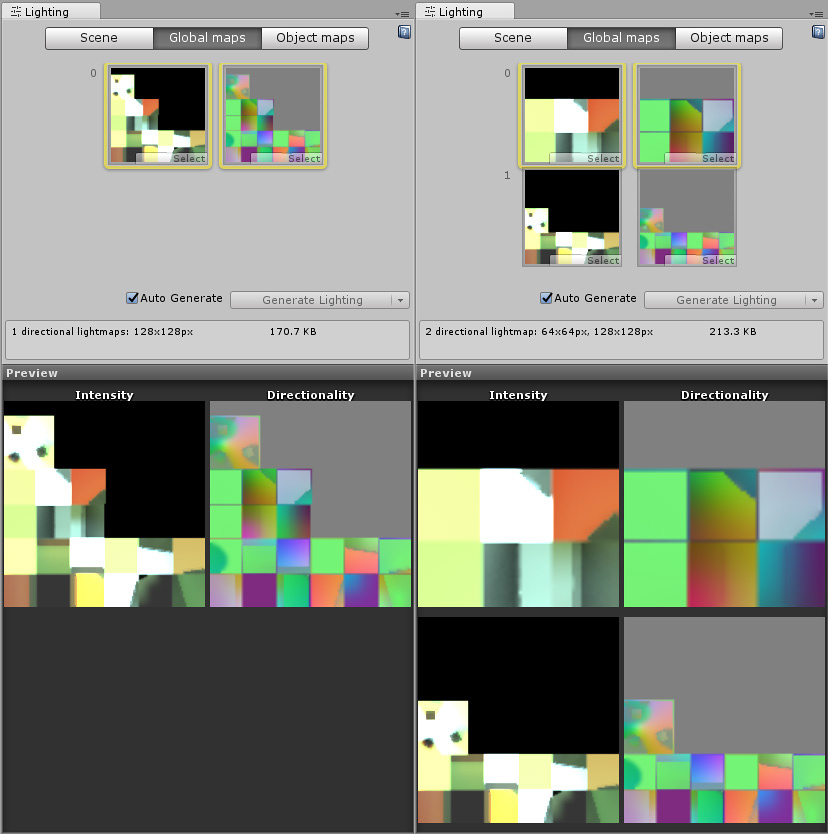 Lighting
Scene Global maps Object maps
0
Select Select
Auto Generate Generate Lighting
1 directional lightmaps: 128x128px 170.7 KB
Preview
Intensity Directionality
Lighting
Scene Global maps Object maps
0
Select Select
1
Select Select
Auto Generate Generate Lighting
2 directional lightmap: 64x64px, 128x128px 213.3 KB
Preview
Intensity Directionality